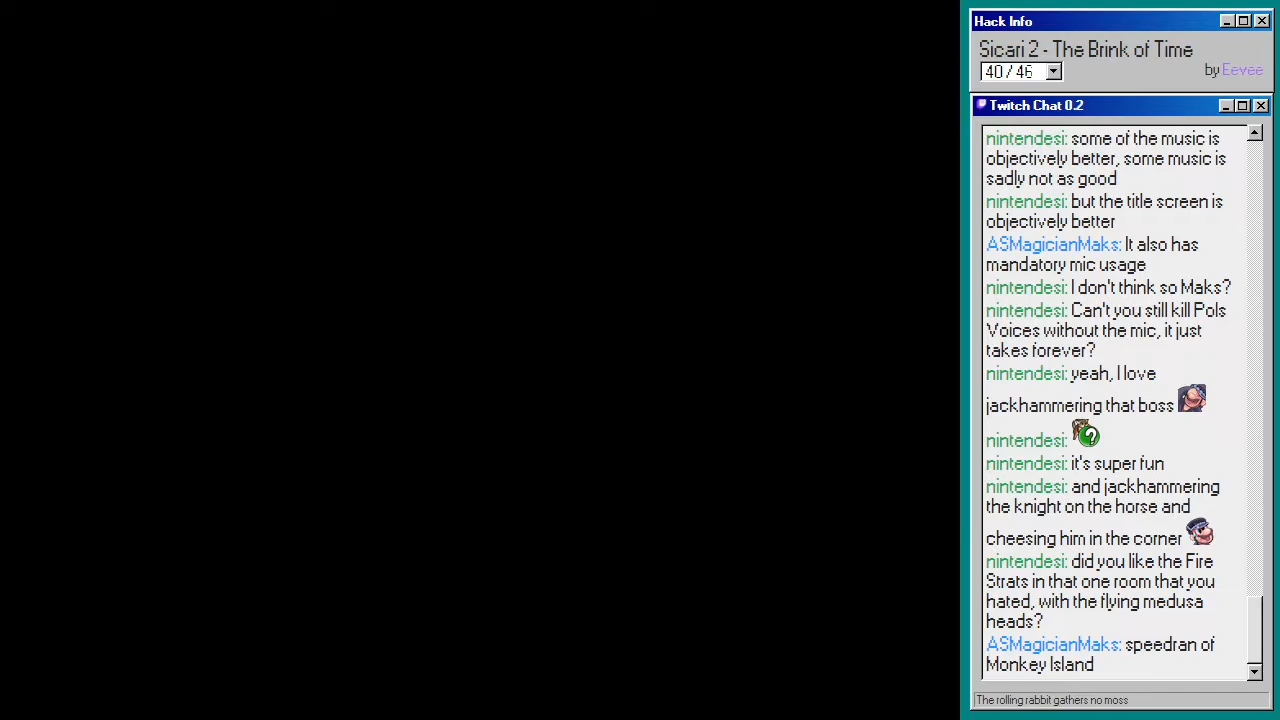 Hack Info
Sicari 2 - The Brink of Time
40 / 46
by Eevee
Twitch Chat 0.2
nintendesi: some of the music is
objectively better, some music is
sadly not as good
nintendesi: but the title screen is
objectively better
ASMagicianMaks: It also has
mandatory mic usage
nintendesi: I don't think so Maks?
nintendesi: Can't you still kill Pols
Voices without the mic, it just
takes forever?
nintendesi: yeah, I love
jackhammering that boss
nintendesi:
nintendesi: it's super fun
nintendesi: and jackhammering
the knight on the horse and
cheesing him in the corner
nintendesi: did you like the Fire
Strats in that one room that you
hated, with the flying medusa
heads?
ASMagicianMaks: speedran of
Monkey Island
The rolling rabbit gathers no moss